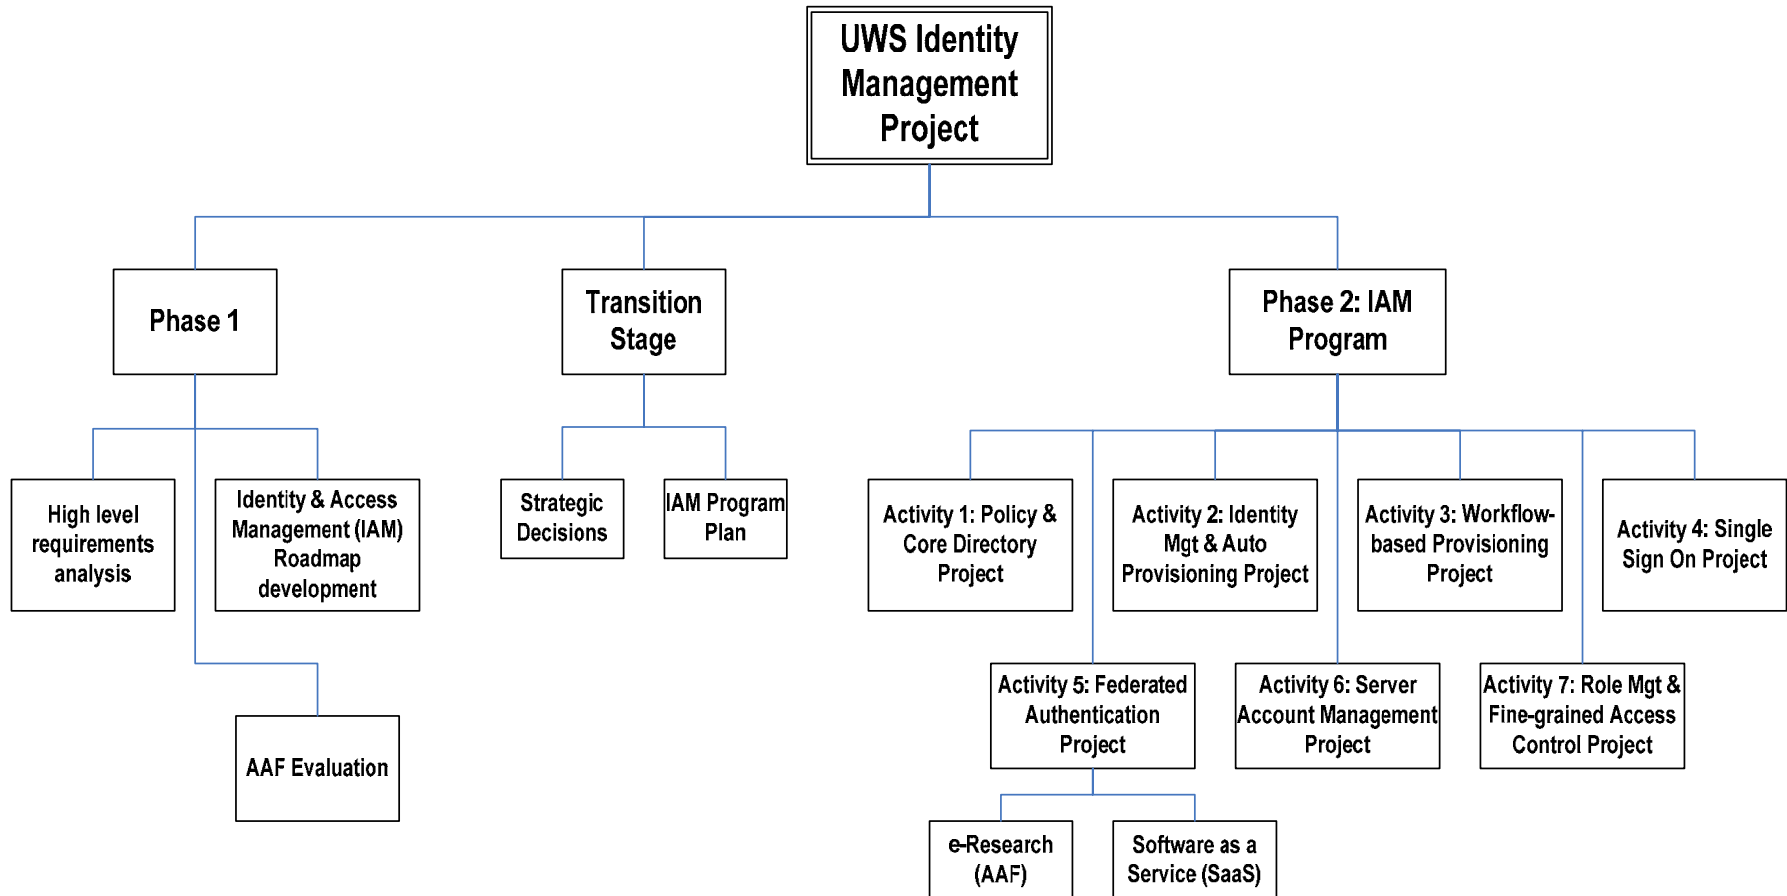 UWS Identity
Management
Project
Phase 1
Transition
Stage
Phase 2: IAM
Program
High level
requirements
analysis
Identity & Access
Management (IAM)
Roadmap
development
Strategic
Decisions
IAM Program
Plan
Activity 1: Policy &
Core Directory
Project
Activity 2: Identity
Mgt & Auto
Provisioning Project
Activity 3: Workflow-
based Provisioning
Project
Activity 4: Single
Sign On Project
AAF Evaluation
Activity 5: Federated
Authentication
Project
Activity 6: Server
Account Management
Project
Activity 7: Role Mgt &
Fine-grained Access
Control Project
e-Research
(AAF)
Software as a
Service (SaaS)